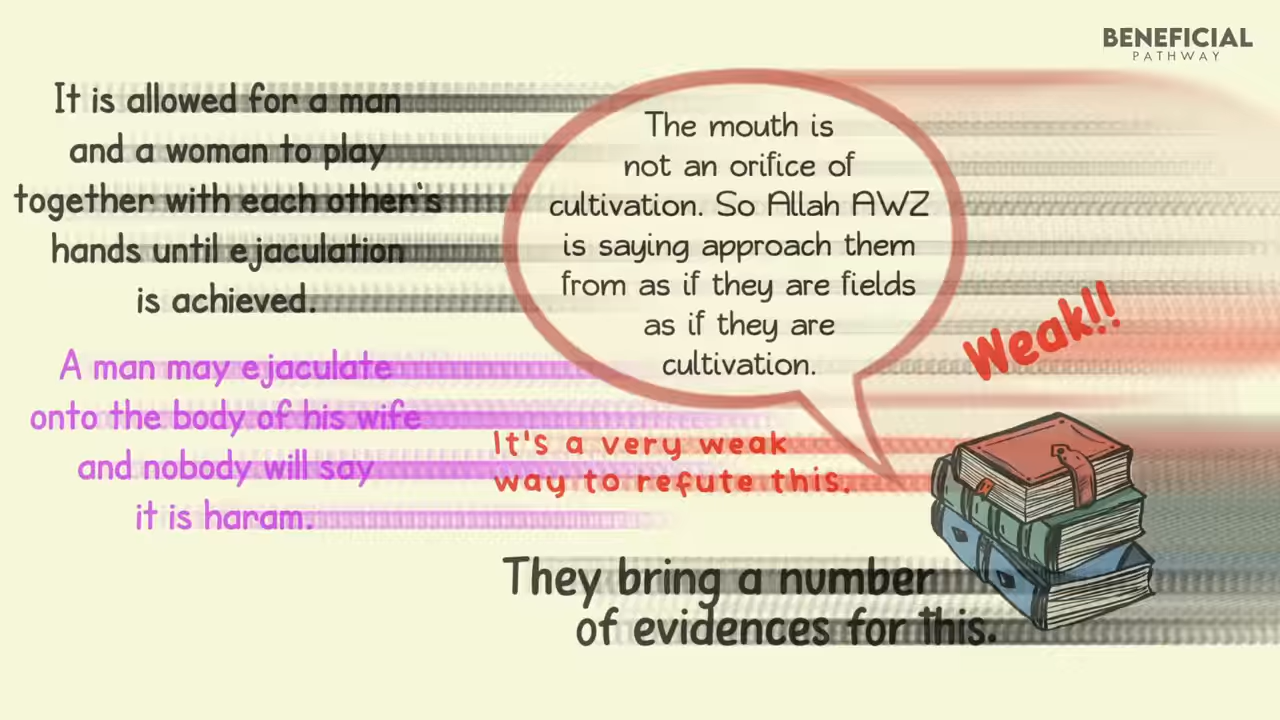 BENEFICIAL
PATHWAY
It is allowed for a man
and a woman to play
together with each other's
hands until ejaculation
is achieved.
A man may ejaculate
onto the body of his wife
and nobody will say
it is haram.
The mouth is
not an orifice of
cultivation. So Allah AWZ
is saying approach them
from as if they are fields
as if they are
cultivation.
Weak!!
It's a very weak
way to refute this.
They bring a number
of evidences for this.